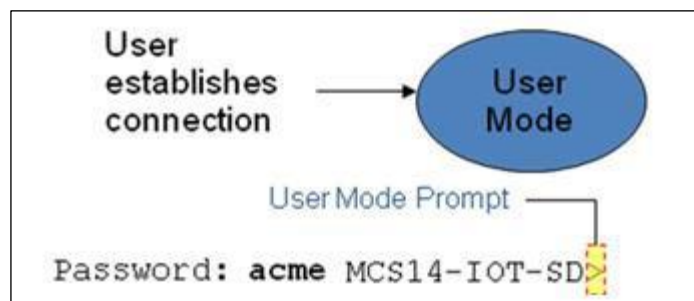 User
establishes
connection
User
Mode
User Mode Prompt
Password: acme MCS14-IOT-SD>